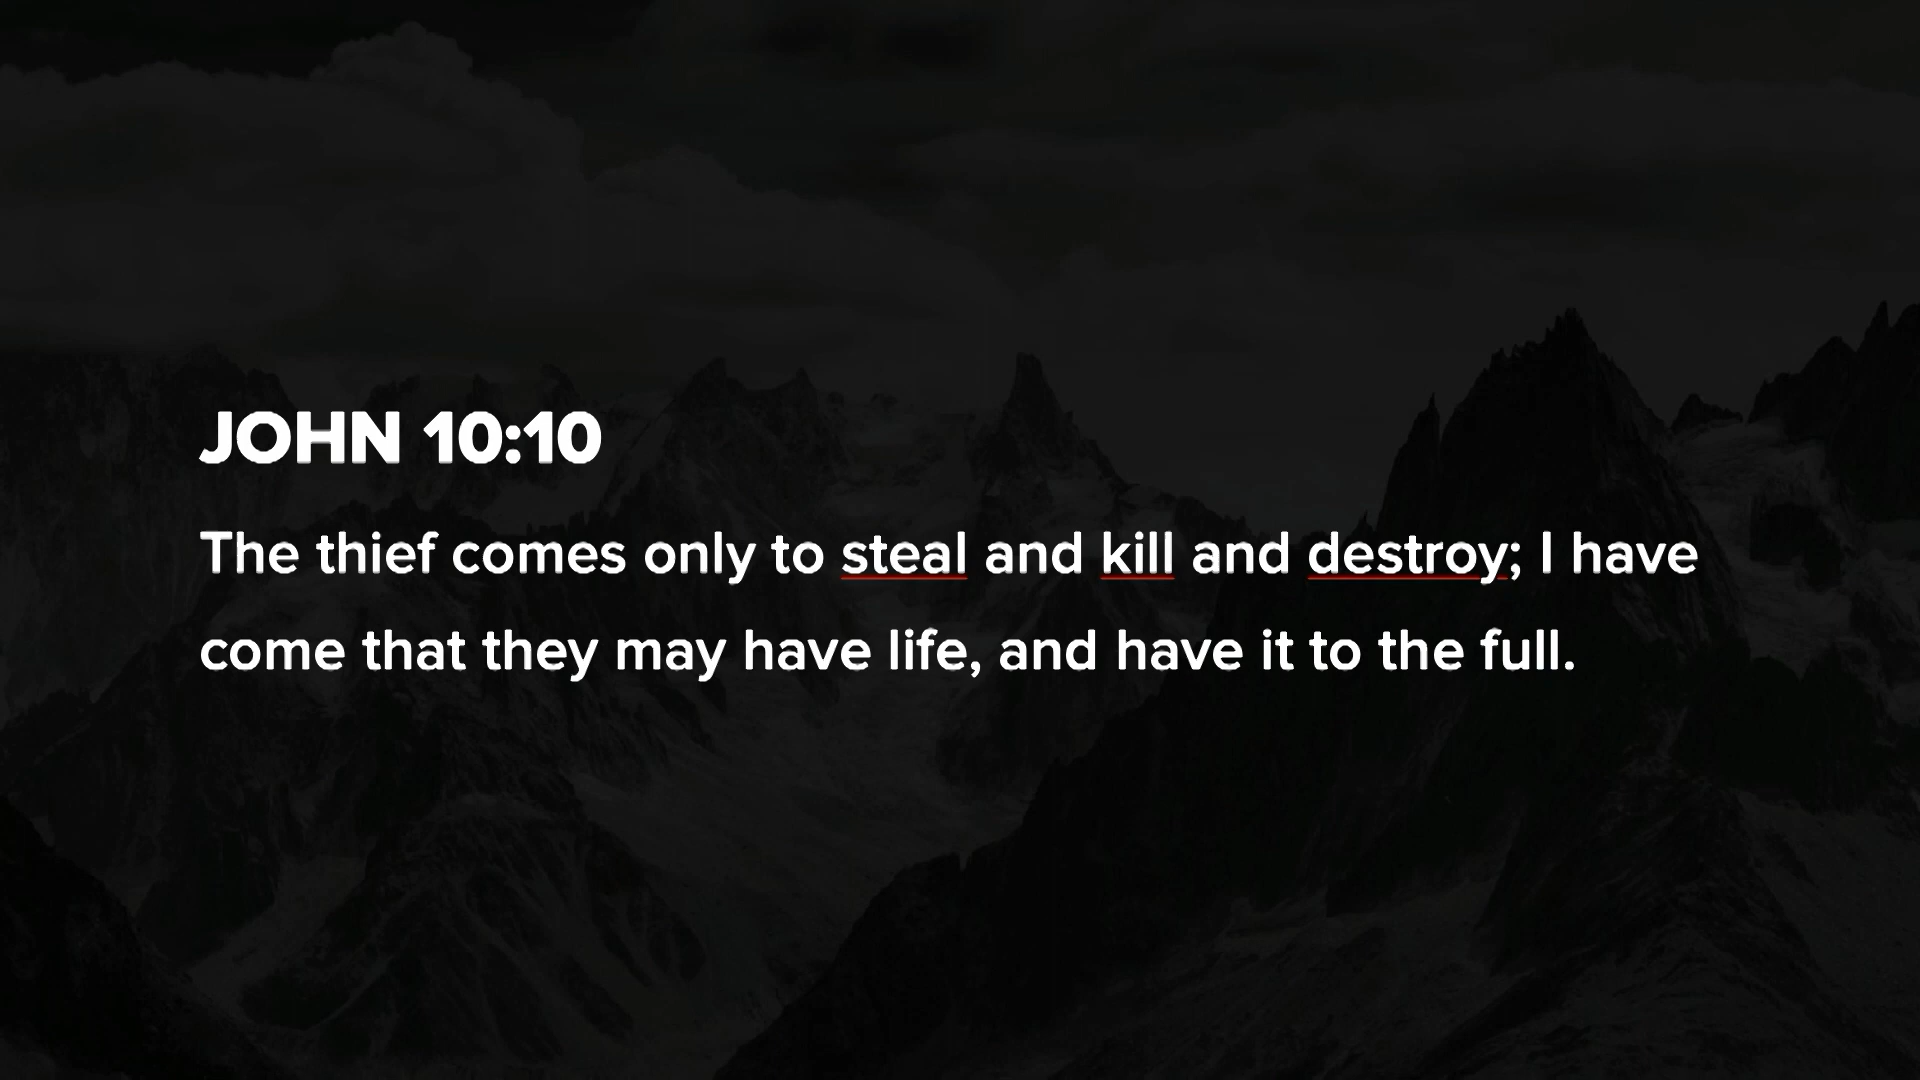 JOHN 10:10
The thief comes only to steal and kill and destroy; I have
come that they may have life, and have it to the full.